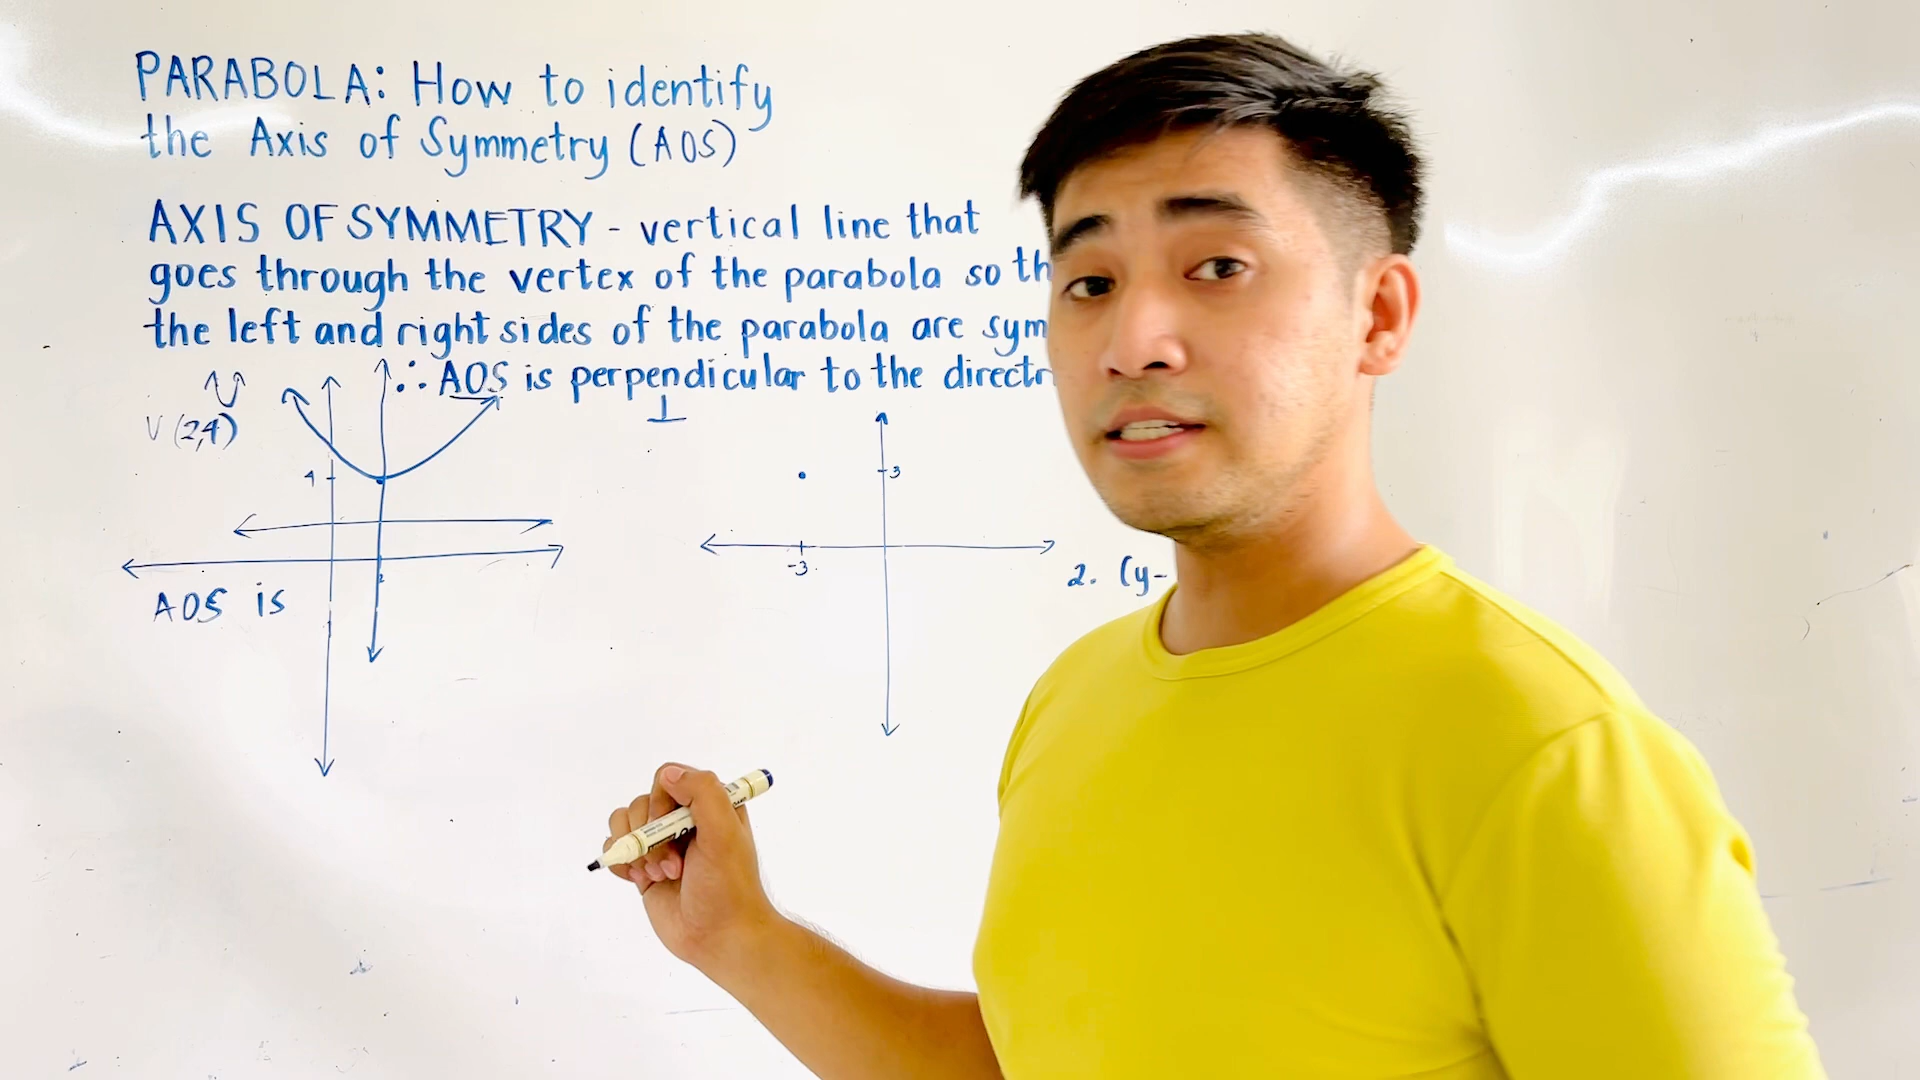 PARABOLA: How to identify
the Axis of Symmetry (AOS)
AXIS OF SYMMETRY - vertical line that
goes through the vertex of the parabola so th
the left and right sides of the parabola are sym
∴ AOS is perpendicular to the directr
⊥
V (2,4)
4
2
AOS is
3
-3
2. (y-